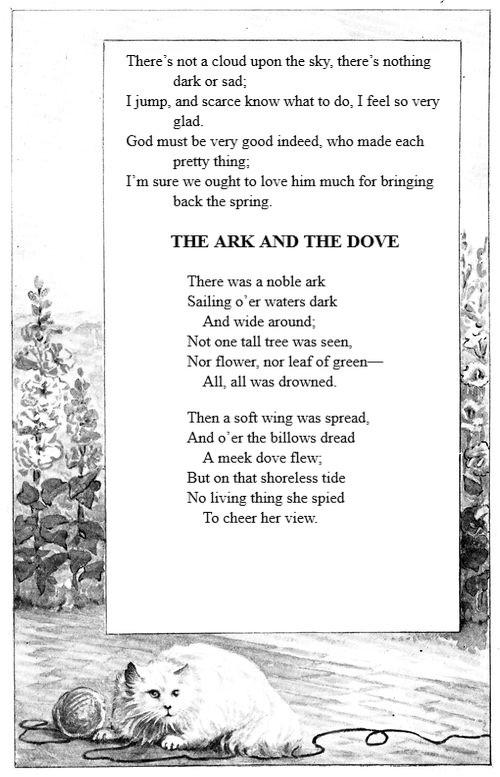 There's not a cloud upon the sky, there's nothing
dark or sad;
I jump, and scarce know what to do, I feel so very
glad.
God must be very good indeed, who made each
pretty thing;
I'm sure we ought to love him much for bringing
back the spring.
THE ARK AND THE DOVE
There was a noble ark
Sailing o'er waters dark
And wide around;
Not one tall tree was seen,
Nor flower, nor leaf of green—
All, all was drowned.
Then a soft wing was spread,
And o'er the billows dread
A meek dove flew;
But on that shoreless tide
No living thing she spied
To cheer her view.